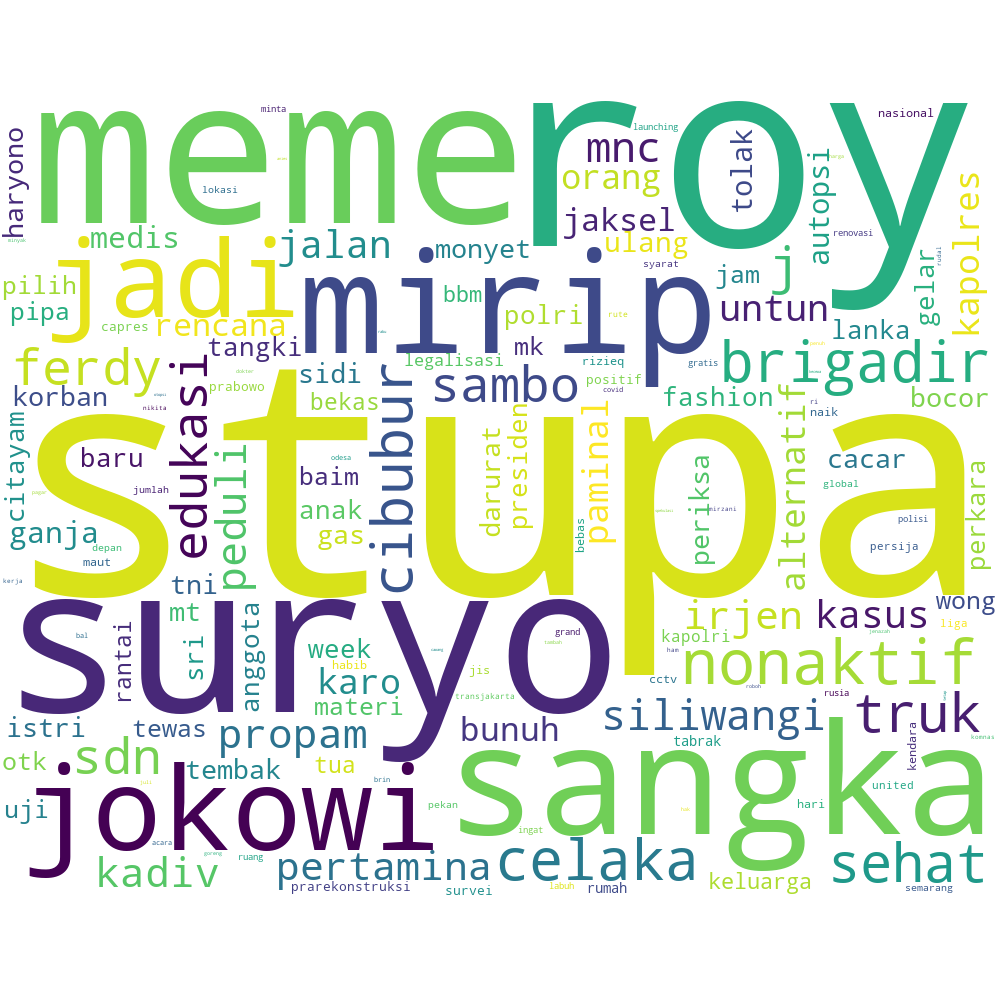 meme
roy
minta
launching
nasional
haryono
lokasi
mnc
orang
tolak
autopsi
medis
jalan
monyet
jaksel
ulang
renovasi
kapolres
jadi
mirip
syarat
jam
j
gelar
pilih
pipa
bbm
untun
capres
rencana
polri
rute
lanka
tangki
legalisasi
mk
rizieq
gratis
brigadir
ferdy
sidi
sambo
positif
covid
fashion
korban
prabowo
bekas
bocor
nikita
ri
naik
citayam
edukasi
cibubur
stupa
alternatif
baru
odesa
cacar
peduli
baim
darurat
presiden
paminal
periksa
perkara
jumlah
global
anak
mirzani
polisi
ganja
gas
bebas
depan
persija
maut
kerja
tni
suryo
wong
mt
irjen
kasus
anggota
liga
rantai
sri
week
grand
kapolri
habib
ham
jis
nonaktif
karo
cctv
transjakarta
rusia
materi
siliwangi
truk
istri
tewas
propam
bunuh
tabrak
kendara
komnas
sdn
otk
tembak
tua
sangka
jokowi
brin
united
uji
pekan
hari
ingat
acara
ruang
kadiv
pertamina
celaka
sehat
prarekonstruksi
survei
labuh
rumah
keluarga
semarang